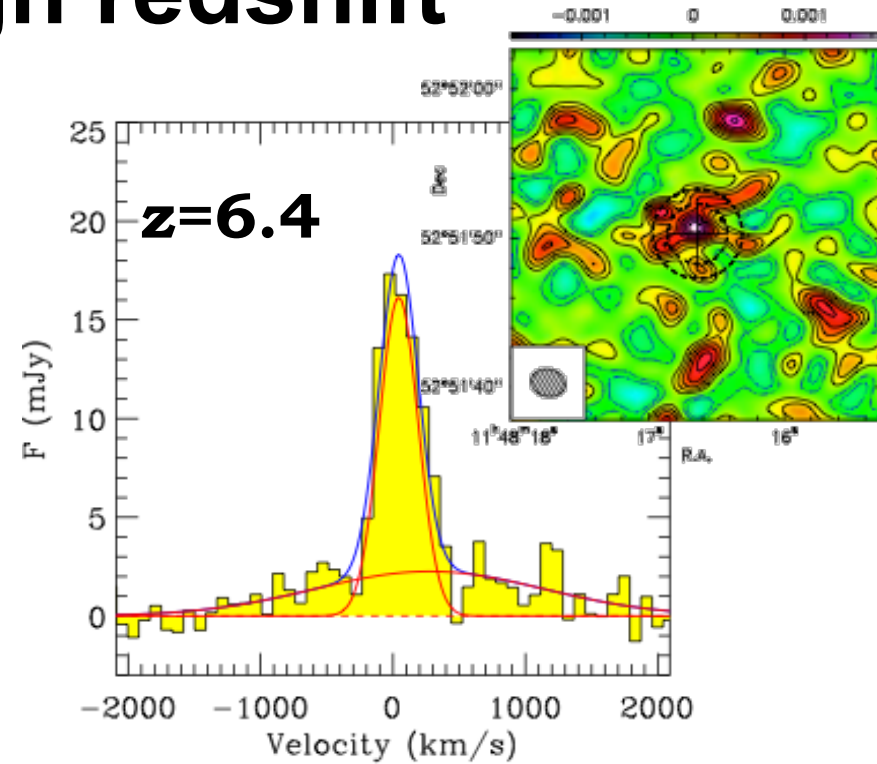 redshift
−0.001 0 0.001
52°52'00"
Dec
52°51'50"
52°51'40"
11ʰ48ᵐ18ˢ 17ˢ 16ˢ
R.A.
z=6.4
25
20
15
10
5
0
F (mJy)
−2000 −1000 0 1000 2000
Velocity (km/s)